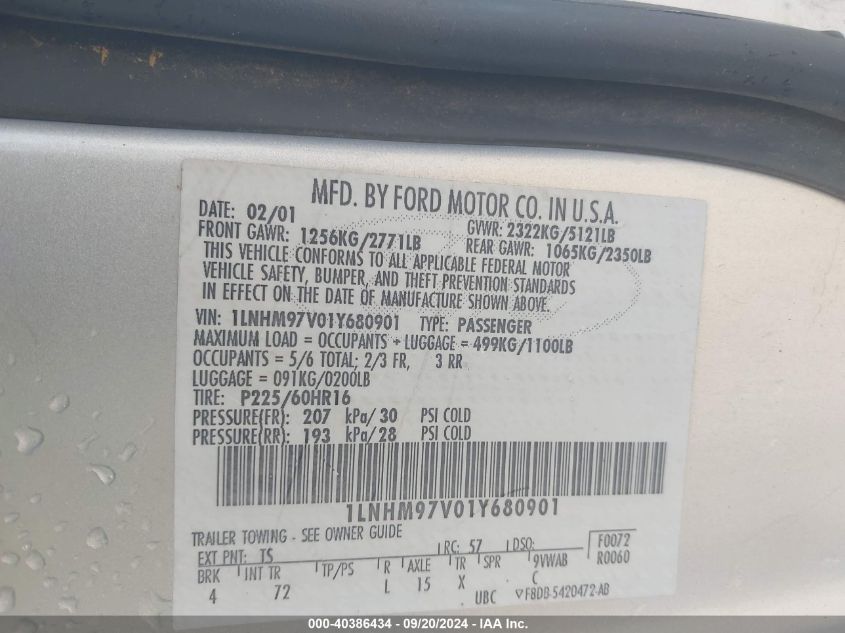 MFD. BY FORD MOTOR CO. IN U.S.A.
DATE: 02/01 GVWR: 2322KG/5121LB
FRONT GAWR: 1256KG/2771LB REAR GAWR: 1065KG/2350LB
THIS VEHICLE CONFORMS TO ALL APPLICABLE FEDERAL MOTOR
VEHICLE SAFETY, BUMPER, AND THEFT PREVENTION STANDARDS
IN EFFECT ON THE DATE OF MANUFACTURE SHOWN ABOVE.
VIN: 1LNHM97V01Y680901 TYPE: PASSENGER
MAXIMUM LOAD = OCCUPANTS + LUGGAGE = 499KG/1100LB
OCCUPANTS = 5/6 TOTAL; 2/3 FR, 3 RR
LUGGAGE = 091KG/0200LB
TIRE: P225/60HR16
PRESSURE(FR): 207 kPa/30 PSI COLD
PRESSURE(RR): 193 kPa/28 PSI COLD
1LNHM97V01Y680901
TRAILER TOWING - SEE OWNER GUIDE
EXT PNT: TS RC: 57 DSO: F0072
BRK INT TR TP/PS R AXLE TR SPR 9VWAB R0060
4 72 L 15 X C
UBC F8DB-5420472-AB
000-40386434 - 09/20/2024 - IAAI.com